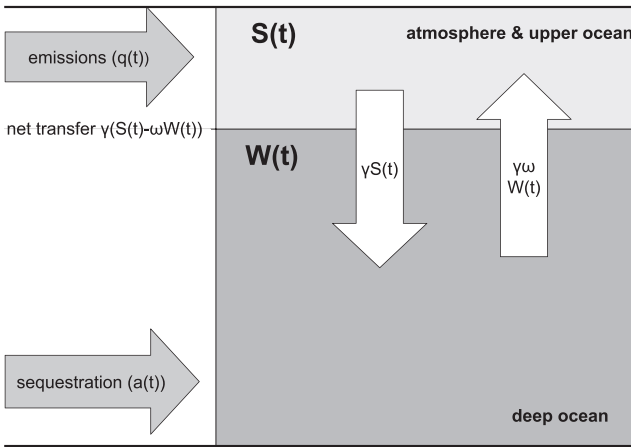 S(t)
atmosphere & upper ocean
emissions (q(t))
net transfer γ(S(t)-ωW(t))
W(t)
γS(t)
γω
W(t)
sequestration (a(t))
deep ocean